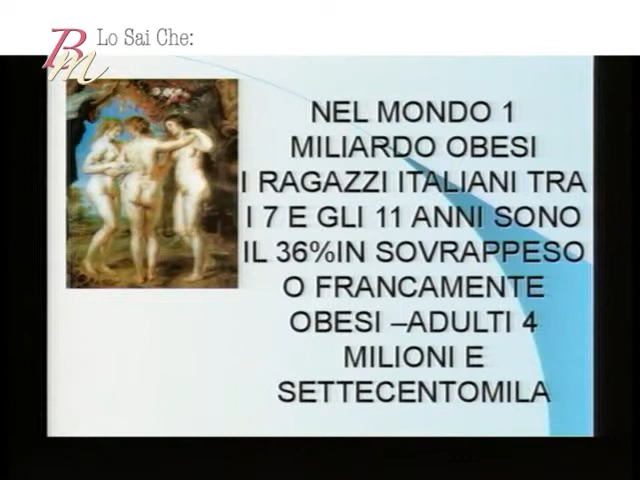 BM Lo Sai Che:
NEL MONDO 1
MILIARDO OBESI
I RAGAZZI ITALIANI TRA
I 7 E GLI 11 ANNI SONO
IL 36%IN SOVRAPPESO
O FRANCAMENTE
OBESI –ADULTI 4
MILIONI E
SETTECENTOMILA